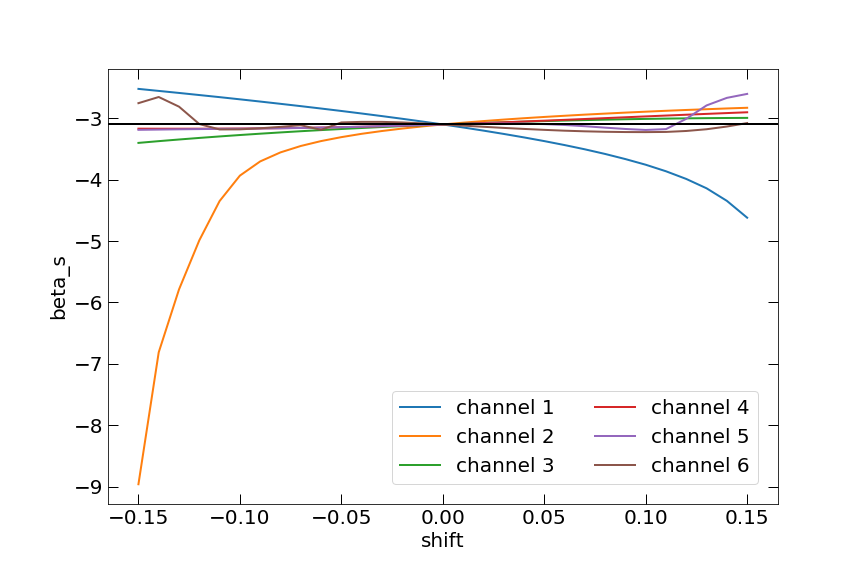 −3
−4
−5
−6
−7
−8
−9
beta_s
−0.15
−0.10
−0.05
0.00
0.05
0.10
0.15
shift
channel 1
channel 2
channel 3
channel 4
channel 5
channel 6